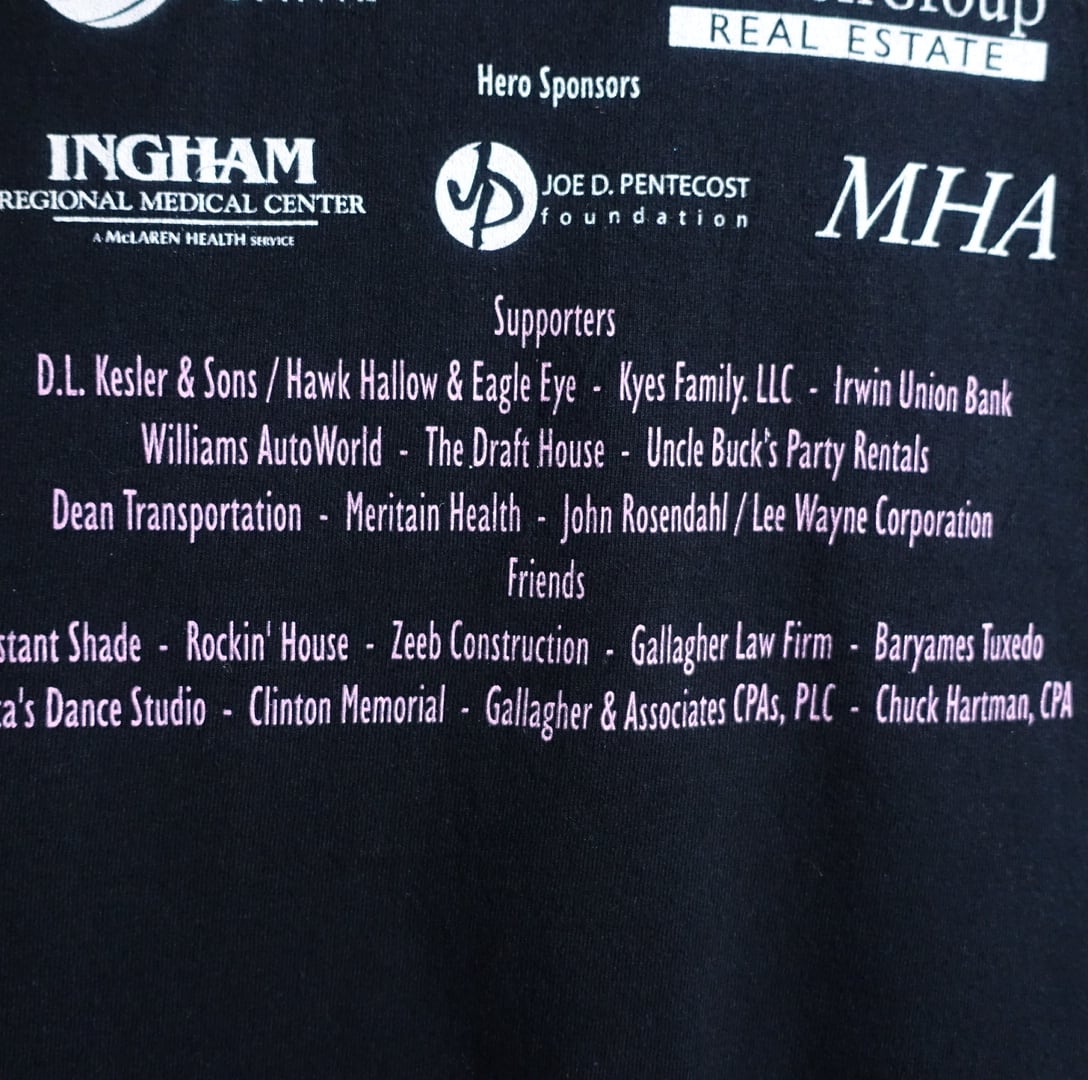 REAL ESTATE
Hero Sponsors
INGHAM
REGIONAL MEDICAL CENTER
A McLAREN HEALTH SERVICE
JP
JOE D. PENTECOST
foundation
MHA
Supporters
D.L. Kesler & Sons / Hawk Hallow & Eagle Eye - Kyes Family. LLC - Irwin Union Bank
Williams AutoWorld - The Draft House - Uncle Buck's Party Rentals
Dean Transportation - Meritain Health - John Rosendahl / Lee Wayne Corporation
Friends
Shade - Rockin' House - Zeeb Construction - Gallagher Law Firm - Baryames Tuxedo
Dance Studio - Clinton Memorial - Gallagher & Associates CPAs, PLC - Chuck Hartman, CPA